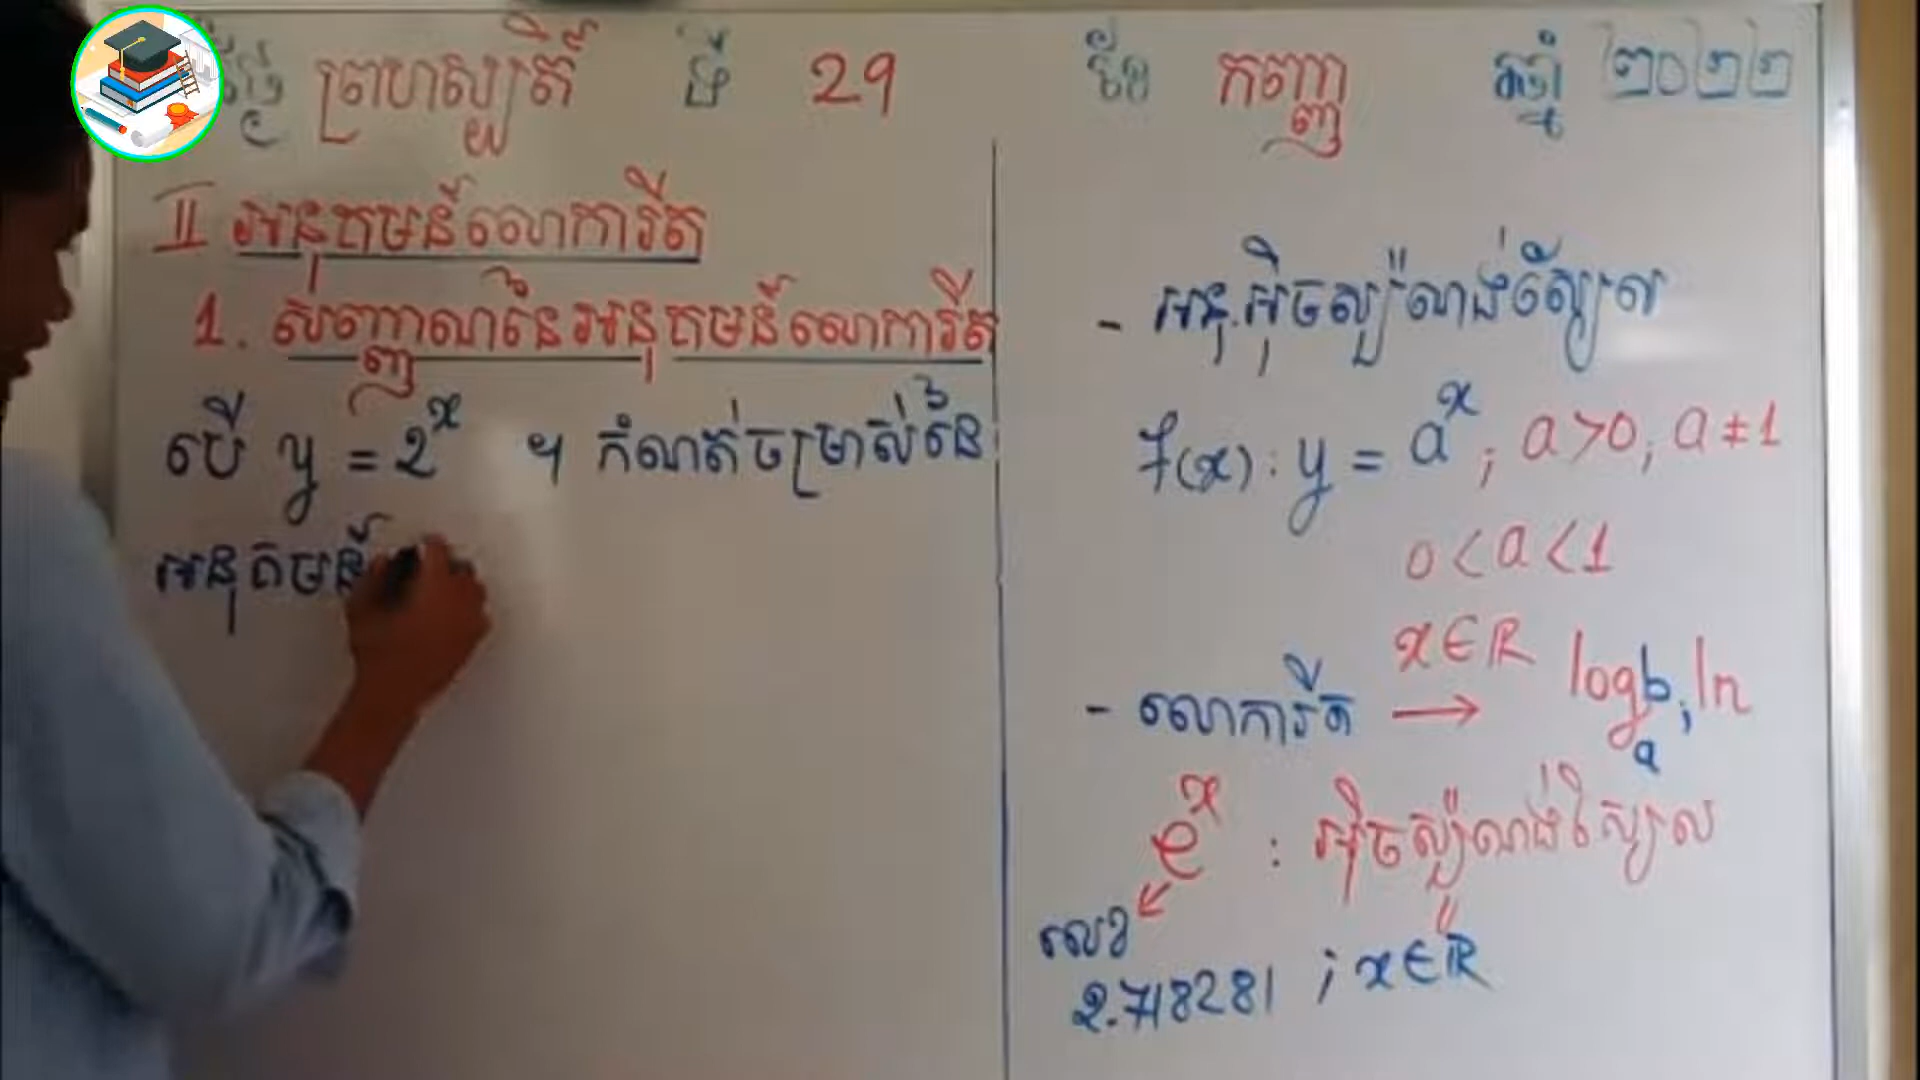 ថ្ងៃ ព្រហស្បតិ៍ ទី 29 ខែ កញ្ញា ឆ្នាំ ២០២២
II អនុគមន៍លោការីត
1. សញ្ញាណនៃអនុគមន៍លោការីត
បើ y = 2^x ។ កំណត់ចម្រាស់នៃ
អនុគមន៍
- អនុ.អ៊ិចស្ប៉ូណង់ស្យែល
f(x) : y = a^x ; a > 0, a ≠ 1
0 < a < 1
x ∈ ℝ
- លោការីត → log_a b ; ln
e^x : អ៊ិចស្ប៉ូណង់ស្យែល
លេខ
2.718281 ; x ∈ ℝ